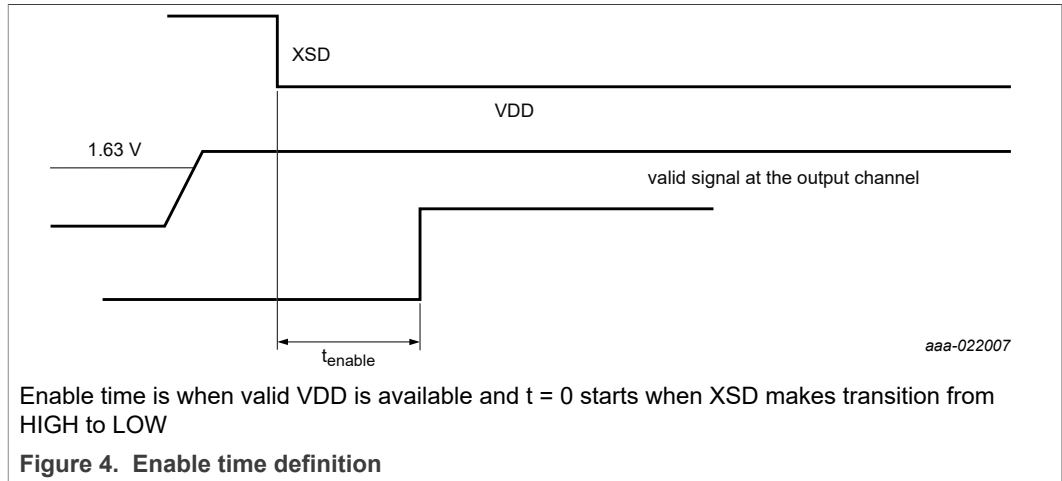 XSD
VDD
1.63 V
valid signal at the output channel
tenable
aaa-022007
Enable time is when valid VDD is available and t = 0 starts when XSD makes transition from
HIGH to LOW
Figure 4. Enable time definition